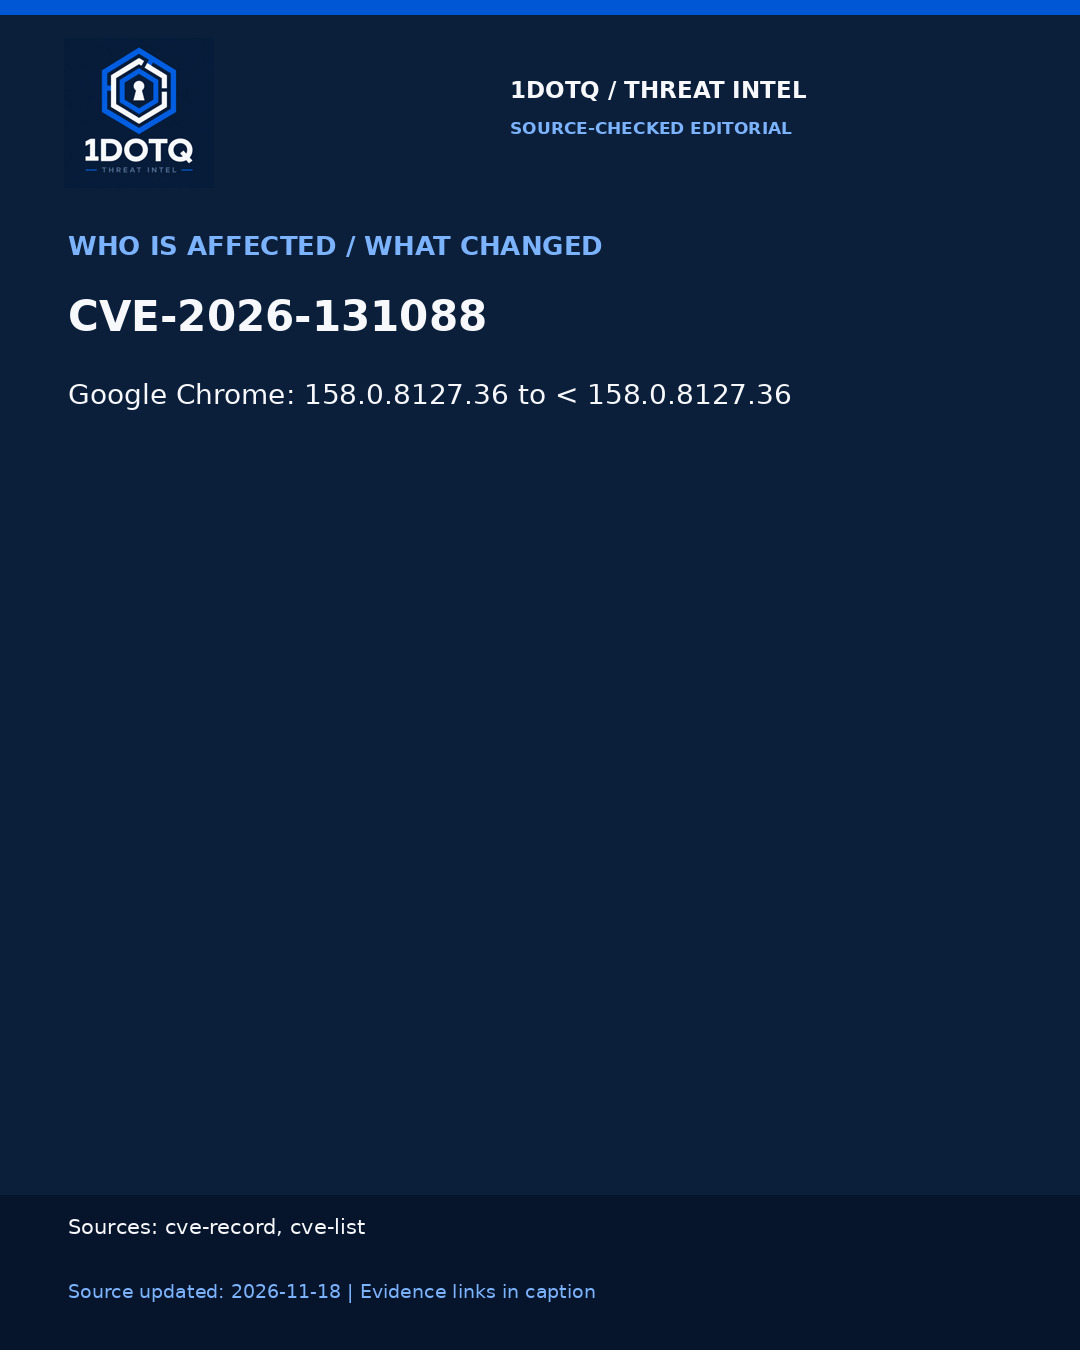 1DOTQ
THREAT INTEL
1DOTQ / THREAT INTEL
SOURCE-CHECKED EDITORIAL
WHO IS AFFECTED / WHAT CHANGED
CVE-2026-131088
Google Chrome: 158.0.8127.36 to < 158.0.8127.36
Sources: cve-record, cve-list
Source updated: 2026-11-18 | Evidence links in caption